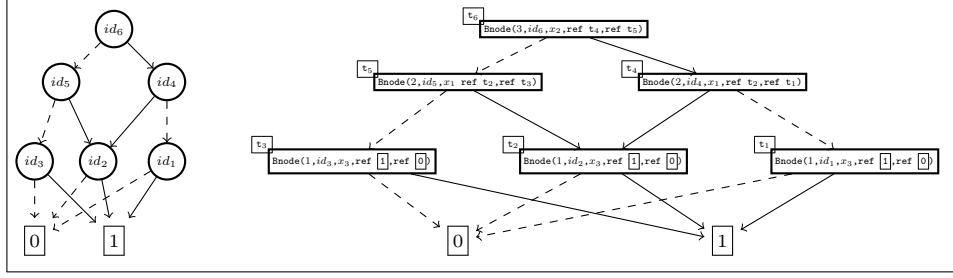 id₆
id₅ id₄
id₃ id₂ id₁
0 1
t₆
Bnode(3,id₆,x₂,ref t₄,ref t₅)
t₅ t₄
Bnode(2,id₅,x₁ ref t₂,ref t₃) Bnode(2,id₄,x₁,ref t₂,ref t₁)
t₃ t₂ t₁
Bnode(1,id₃,x₃,ref 1,ref 0) Bnode(1,id₂,x₃,ref 1,ref 0) Bnode(1,id₁,x₃,ref 1,ref 0)
0 1